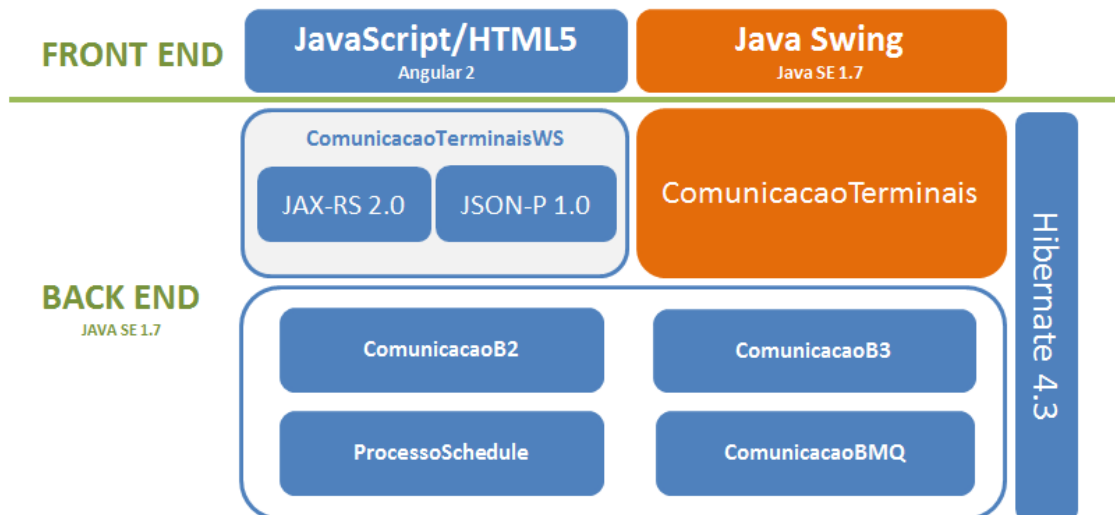 FRONT END
JavaScript/HTML5
Angular 2
Java Swing
Java SE 1.7
BACK END
JAVA SE 1.7
ComunicacaoTerminaisWS
JAX-RS 2.0
JSON-P 1.0
ComunicacaoTerminais
ComunicacaoB2
ComunicacaoB3
ProcessoSchedule
ComunicacaoBMQ
Hibernate 4.3